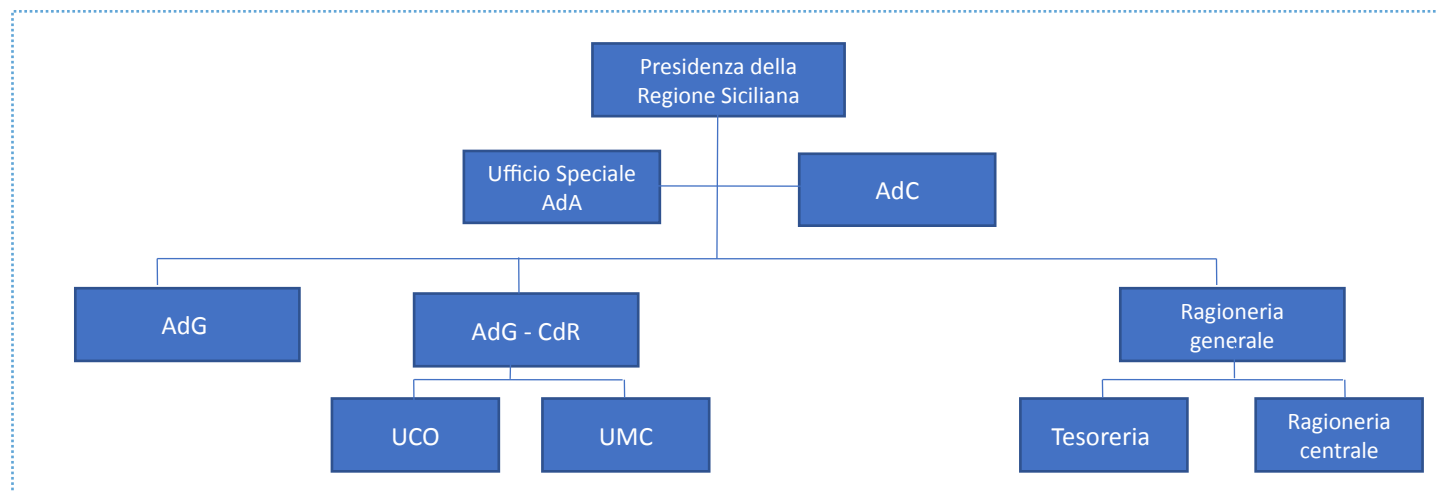 Presidenza della
Regione Siciliana
Ufficio Speciale
AdA
AdC
AdG
AdG - CdR
Ragioneria
generale
UCO
UMC
Tesoreria
Ragioneria
centrale